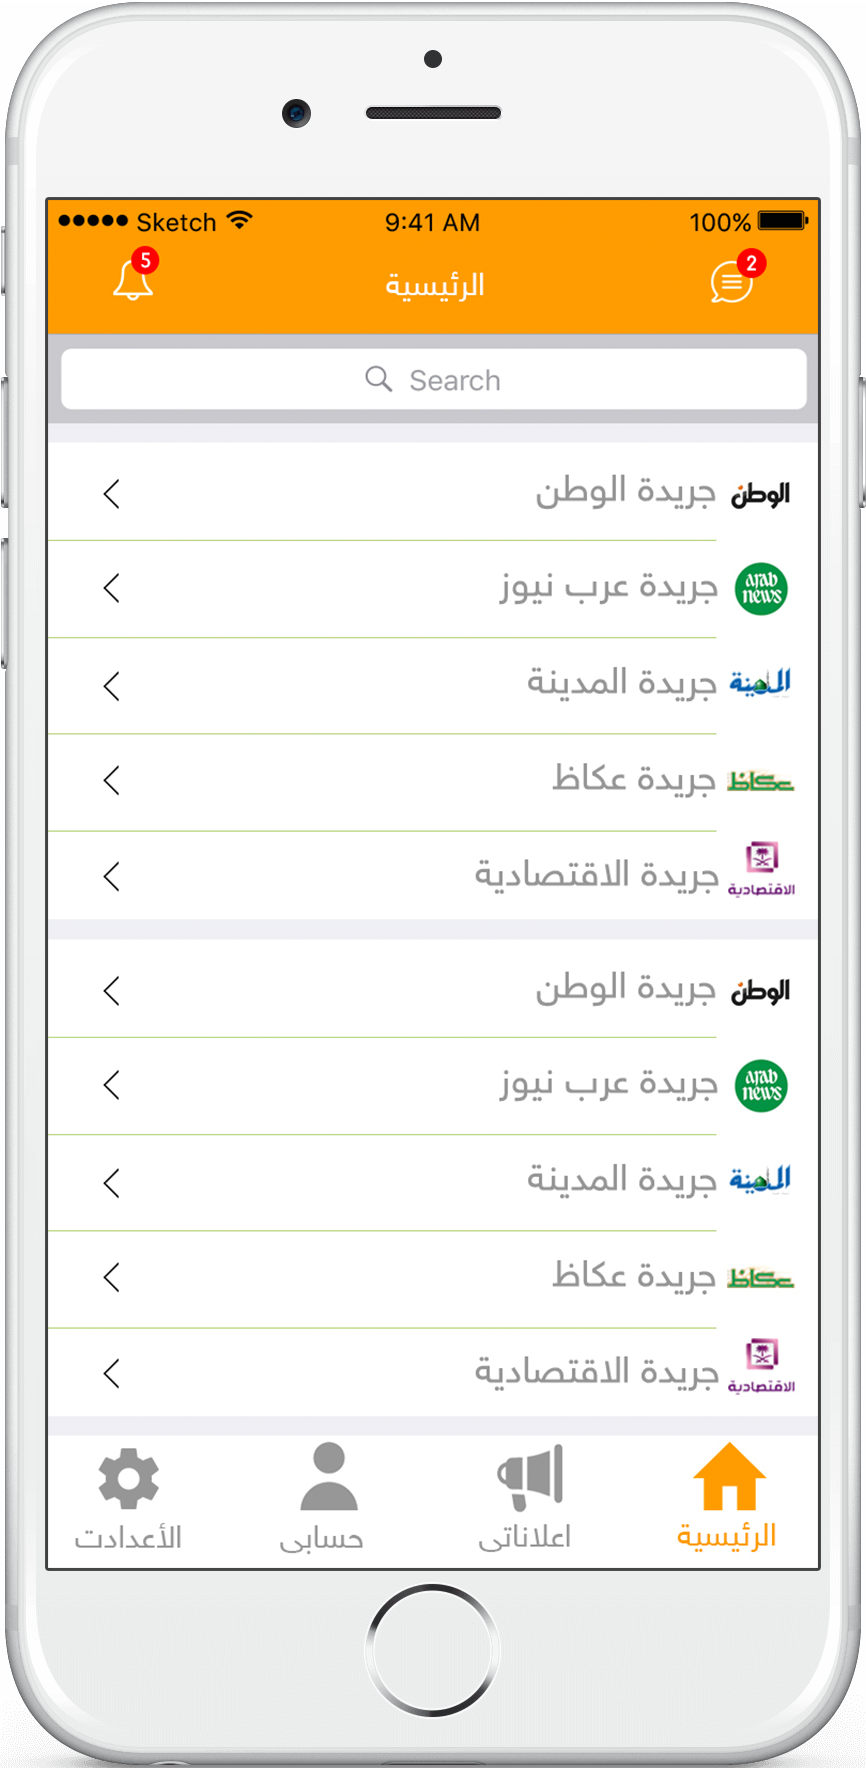 Sketch 9:41 AM 100%
5 الرئيسية 2
Search
الوطن جريدة الوطن
arab news جريدة عرب نيوز
المدينة جريدة المدينة
عكاظ جريدة عكاظ
الاقتصادية جريدة الاقتصادية
الوطن جريدة الوطن
arab news جريدة عرب نيوز
المدينة جريدة المدينة
عكاظ جريدة عكاظ
الاقتصادية جريدة الاقتصادية
الرئيسية اعلاناتى حسابى الأعدادت